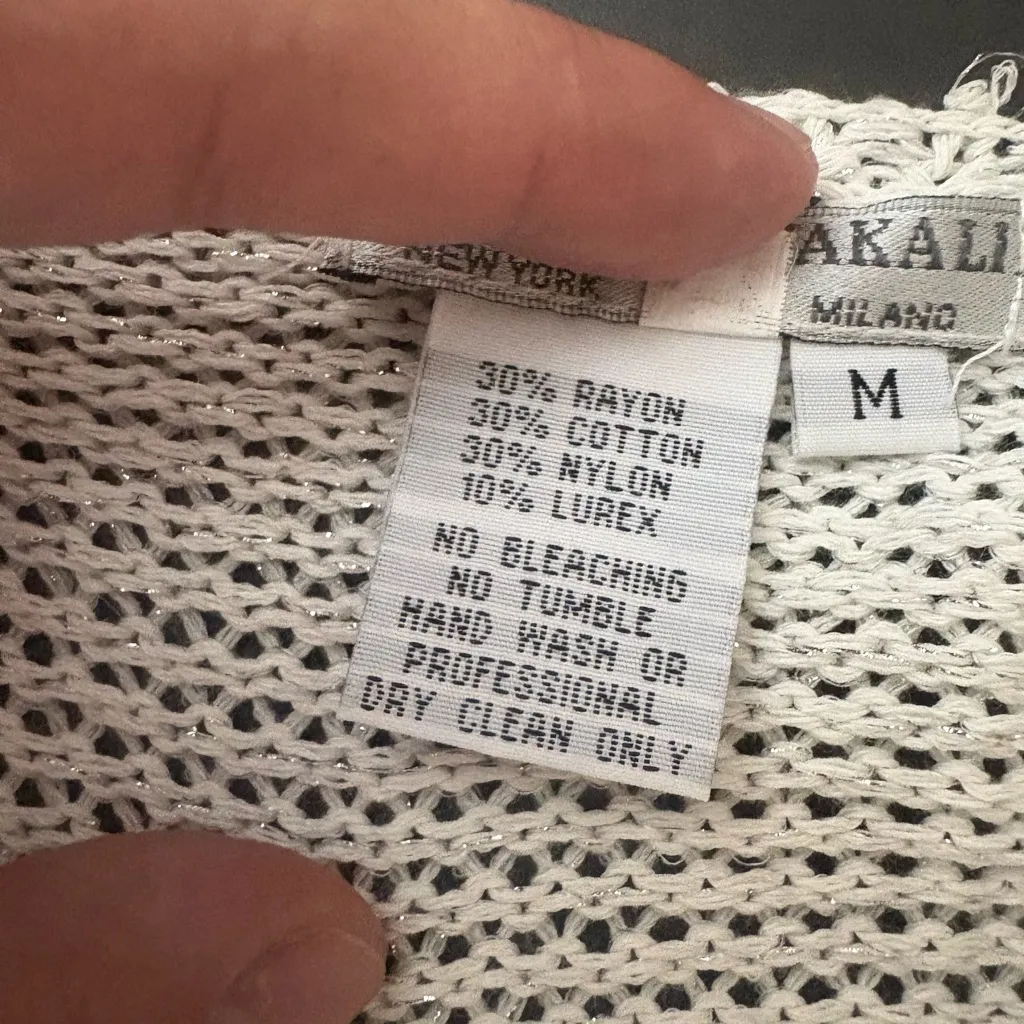 NEW YORK
AKALI
MILANO
M
30% RAYON
30% COTTON
30% NYLON
10% LUREX
NO BLEACHING
NO TUMBLE
HAND WASH OR
PROFESSIONAL
DRY CLEAN ONLY